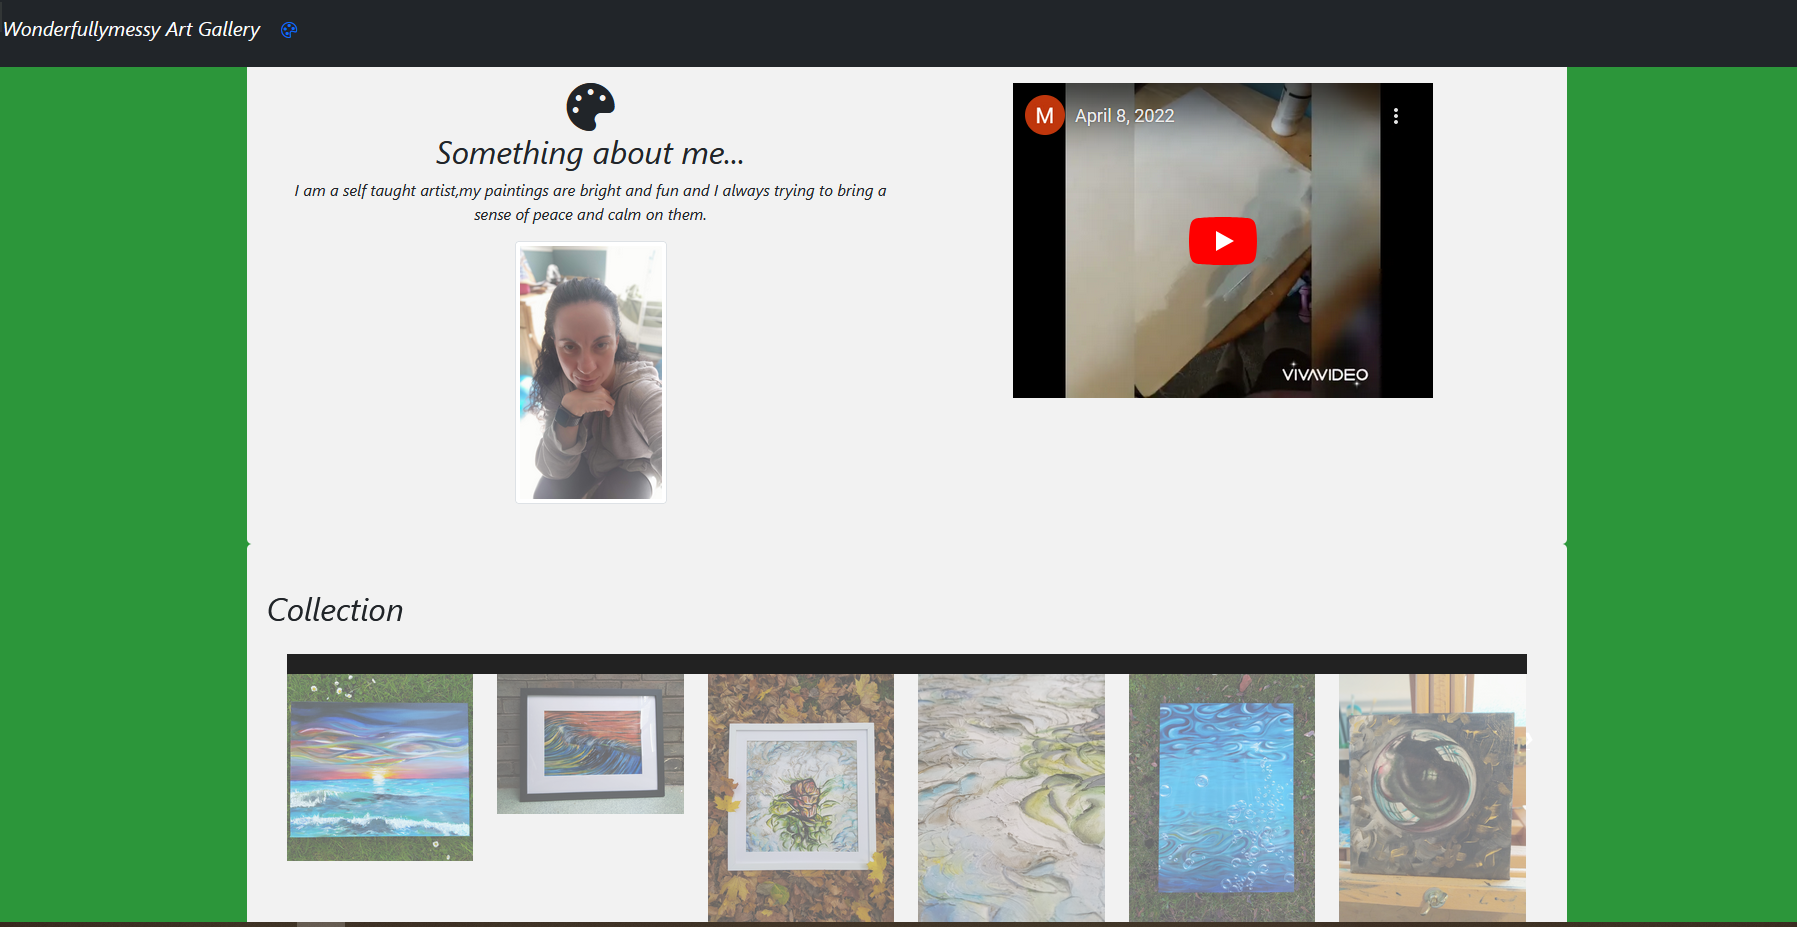 Wonderfullymessy Art Gallery
Something about me...
I am a self taught artist,my paintings are bright and fun and I always trying to bring a
sense of peace and calm on them.
M
April 8, 2022
VIVAVIDEO
Collection